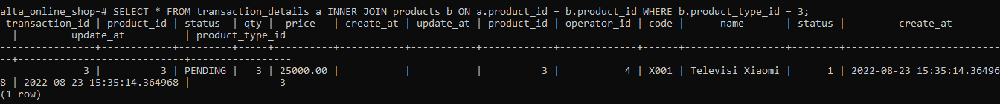 alta_online_shop=# SELECT * FROM transaction_details a INNER JOIN products b ON a.product_id = b.product_id WHERE b.product_type_id = 3;
 transaction_id | product_id | status  | qty |  price   | create_at | update_at | product_id | operator_id | code |      name       | status |         create_at
  |         update_at          | product_type_id
----------------+------------+---------+-----+----------+-----------+-----------+------------+-------------+------+-----------------+--------+--------------------------
--+----------------------------+-----------------
              3 |          3 | PENDING |   3 | 25000.00 |           |           |          3 |           4 | X001 | Televisi Xiaomi |      1 | 2022-08-23 15:35:14.36496
8 | 2022-08-23 15:35:14.364968 |               3
(1 row)